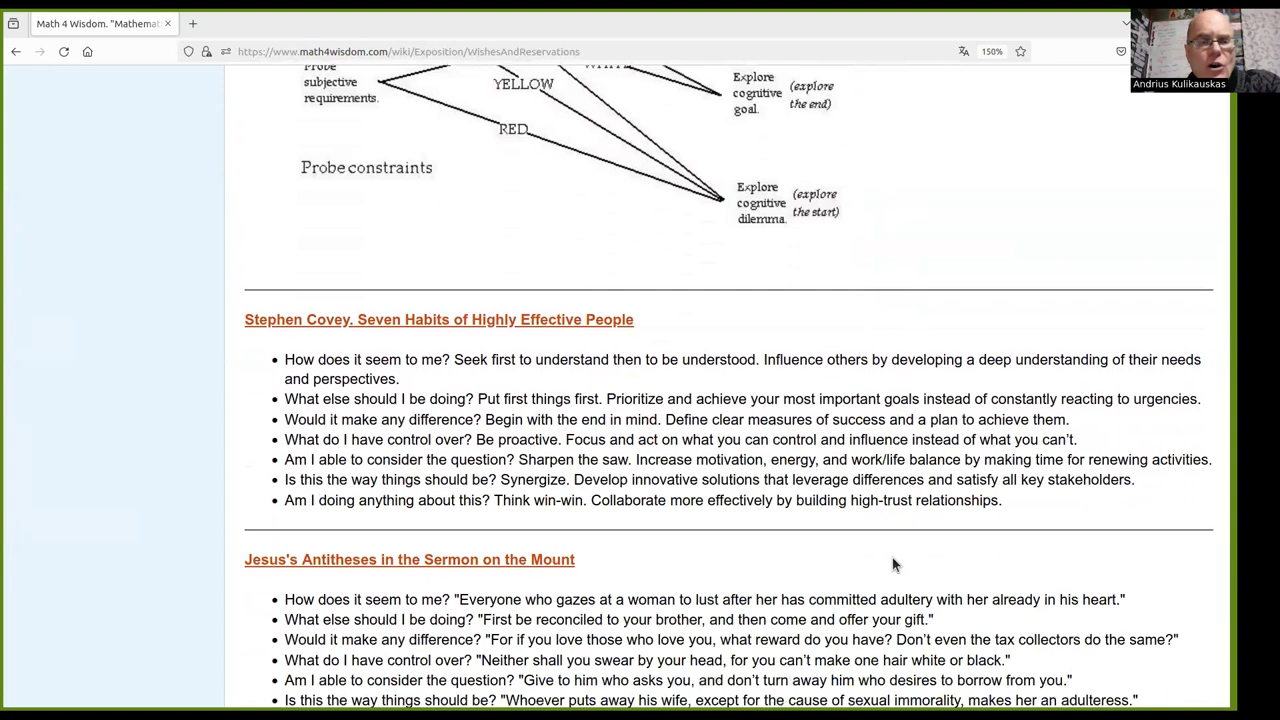 Math 4 Wisdom. "Mathemat
https://www.math4wisdom.com/wiki/Exposition/WishesAndReservations
150%
Andrius Kulikauskas
Probe
subjective
requirements.
YELLOW
WHITE
RED
Explore
cognitive
goal.
(explore
the end)
Probe constraints
Explore
cognitive
dilemma.
(explore
the start)
Stephen Covey. Seven Habits of Highly Effective People
• How does it seem to me? Seek first to understand then to be understood. Influence others by developing a deep understanding of their needs
and perspectives.
• What else should I be doing? Put first things first. Prioritize and achieve your most important goals instead of constantly reacting to urgencies.
• Would it make any difference? Begin with the end in mind. Define clear measures of success and a plan to achieve them.
• What do I have control over? Be proactive. Focus and act on what you can control and influence instead of what you can't.
• Am I able to consider the question? Sharpen the saw. Increase motivation, energy, and work/life balance by making time for renewing activities.
• Is this the way things should be? Synergize. Develop innovative solutions that leverage differences and satisfy all key stakeholders.
• Am I doing anything about this? Think win-win. Collaborate more effectively by building high-trust relationships.
Jesus's Antitheses in the Sermon on the Mount
• How does it seem to me? "Everyone who gazes at a woman to lust after her has committed adultery with her already in his heart."
• What else should I be doing? "First be reconciled to your brother, and then come and offer your gift."
• Would it make any difference? "For if you love those who love you, what reward do you have? Don't even the tax collectors do the same?"
• What do I have control over? "Neither shall you swear by your head, for you can't make one hair white or black."
• Am I able to consider the question? "Give to him who asks you, and don't turn away him who desires to borrow from you."
• Is this the way things should be? "Whoever puts away his wife, except for the cause of sexual immorality, makes her an adulteress."